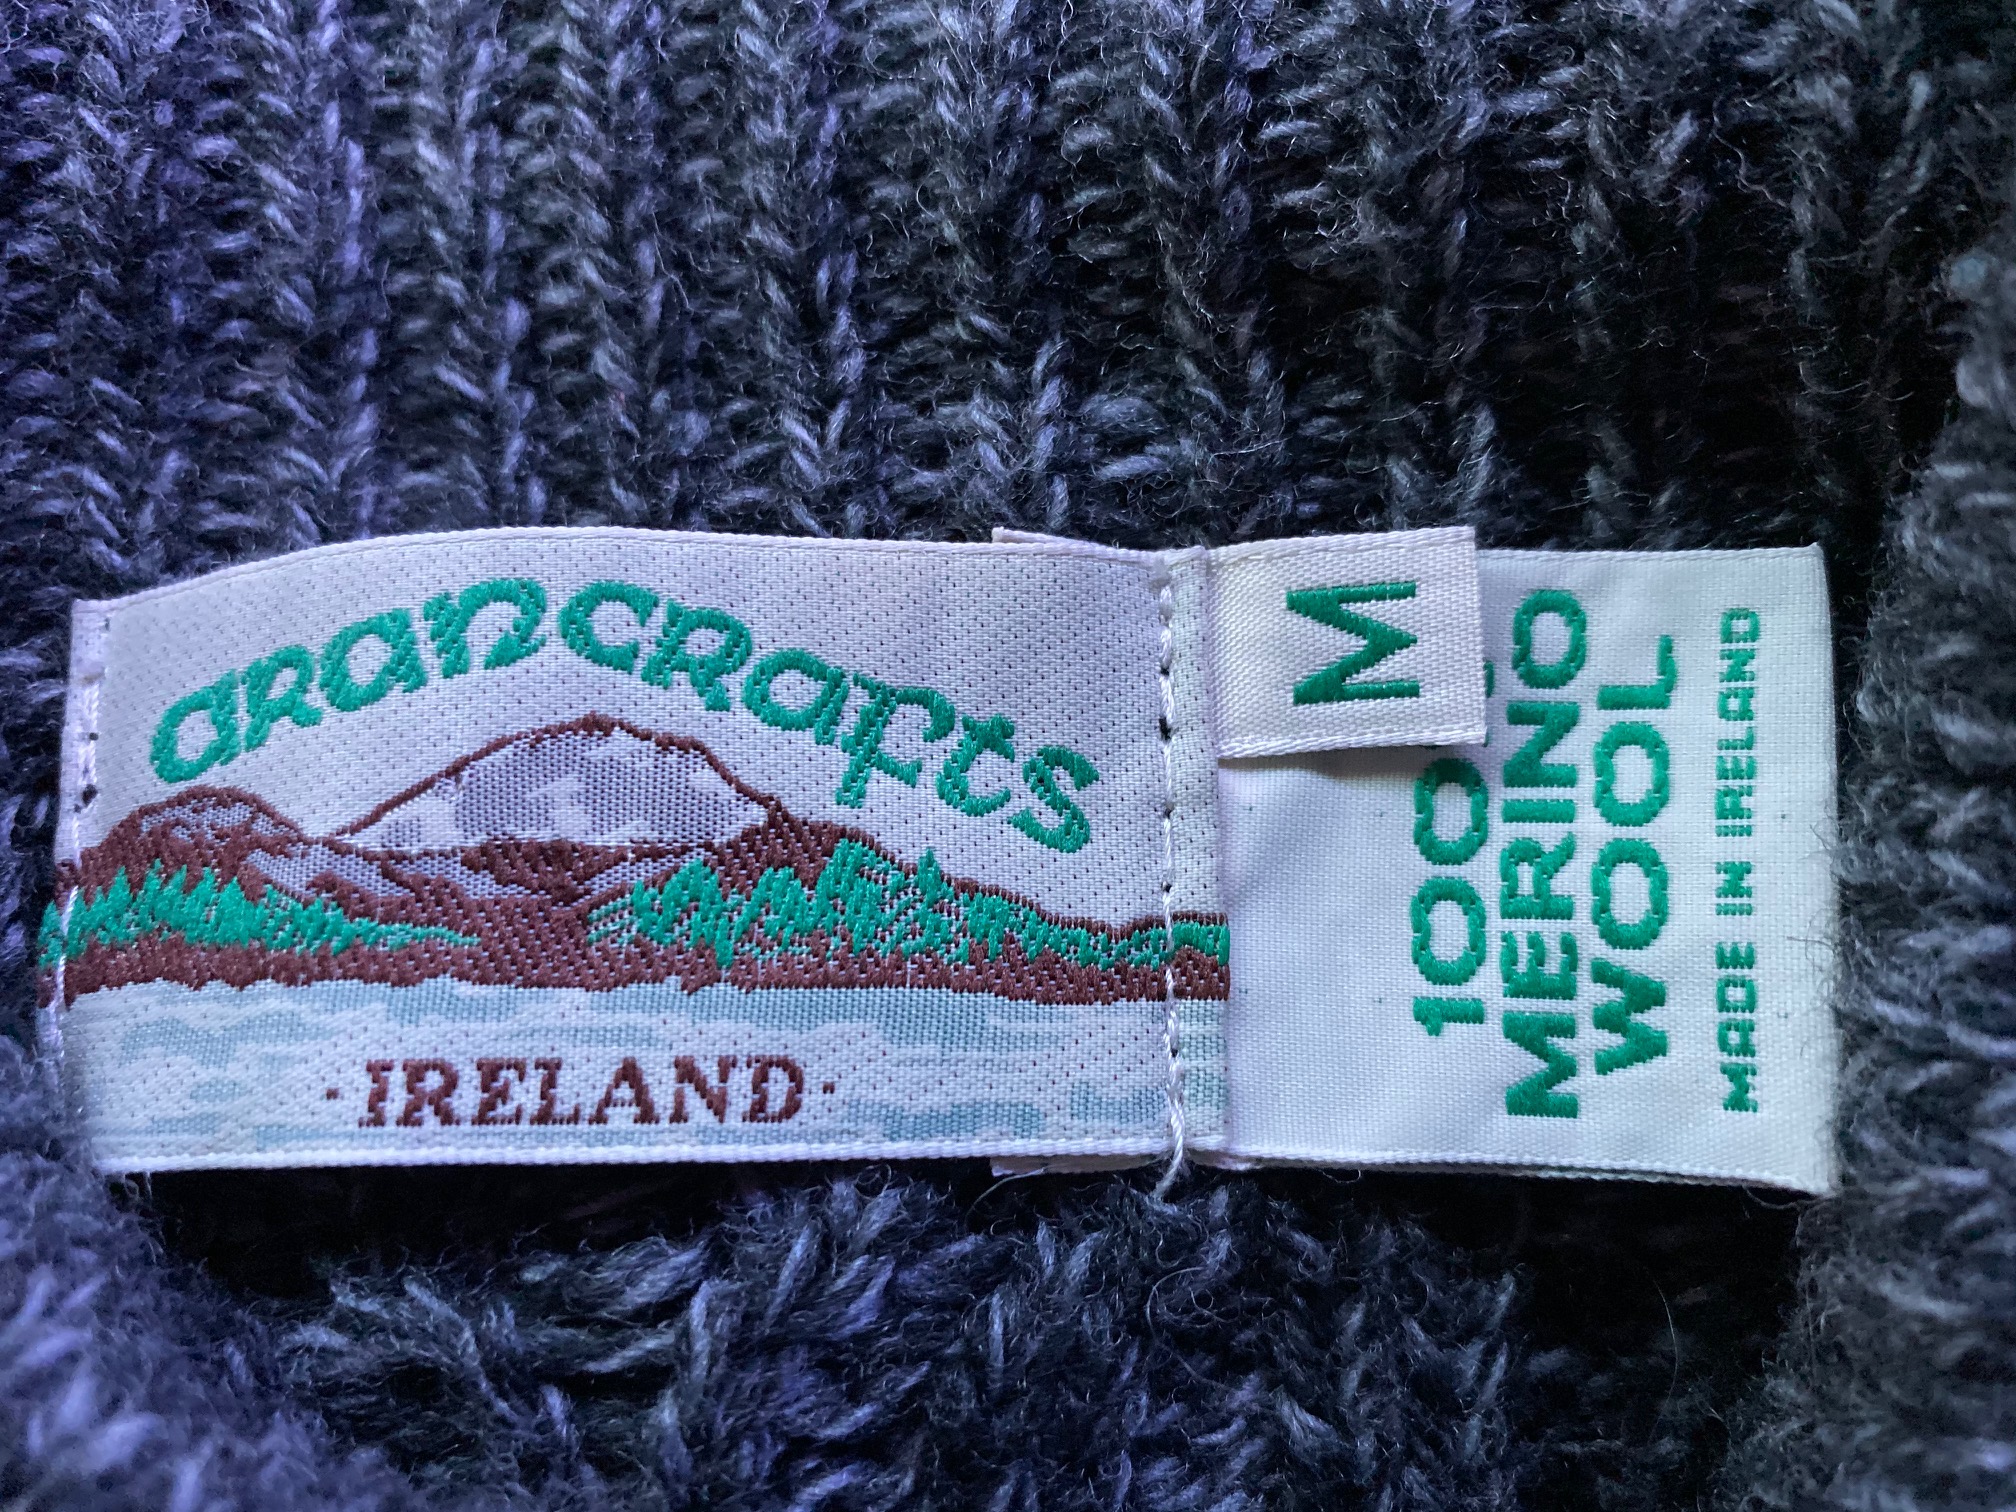 arancrafts
·IRELAND·
M
100
MERINO
WOOL
MADE IN IRELAND